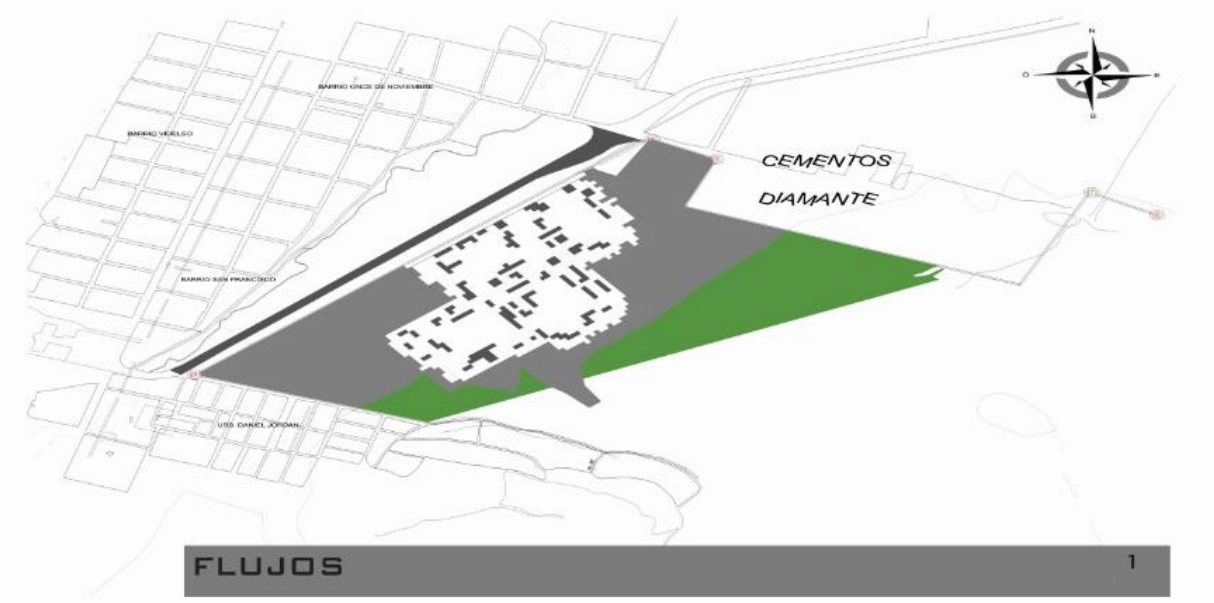 N
O
E
S
BARRIO ONCE DE NOVIEMBRE
BARRIO VIDELSO
CEMENTOS
DIAMANTE
BARRIO SAN FRANCISCO
URB. DANIEL JORDAN
FLUJOS
1